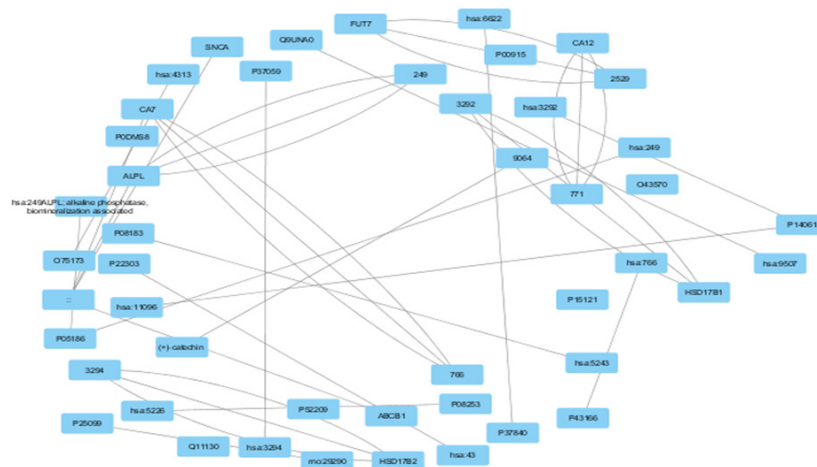 FUT7
hsa:6622
SNCA
Q9UNA0
CA12
P00915
P37059
hsa:4313
249
2529
CA7
3292
hsa:3292
P0DMS8
hsa:249
9064
ALPL
O43570
771
hsa:249ALPL; alkaline phosphatase,
biomineralization associated
P14061
P08183
O75173
P22303
hsa:766
hsa:9507
::
HSD17B1
P15121
hsa:11096
P05186
(+)-catechin
hsa:5243
3294
766
hsa:5226
P52209
P08253
ABCB1
P43166
P25099
P37840
Q11130
hsa:3294
hsa:43
rno:29290
HSD17B2